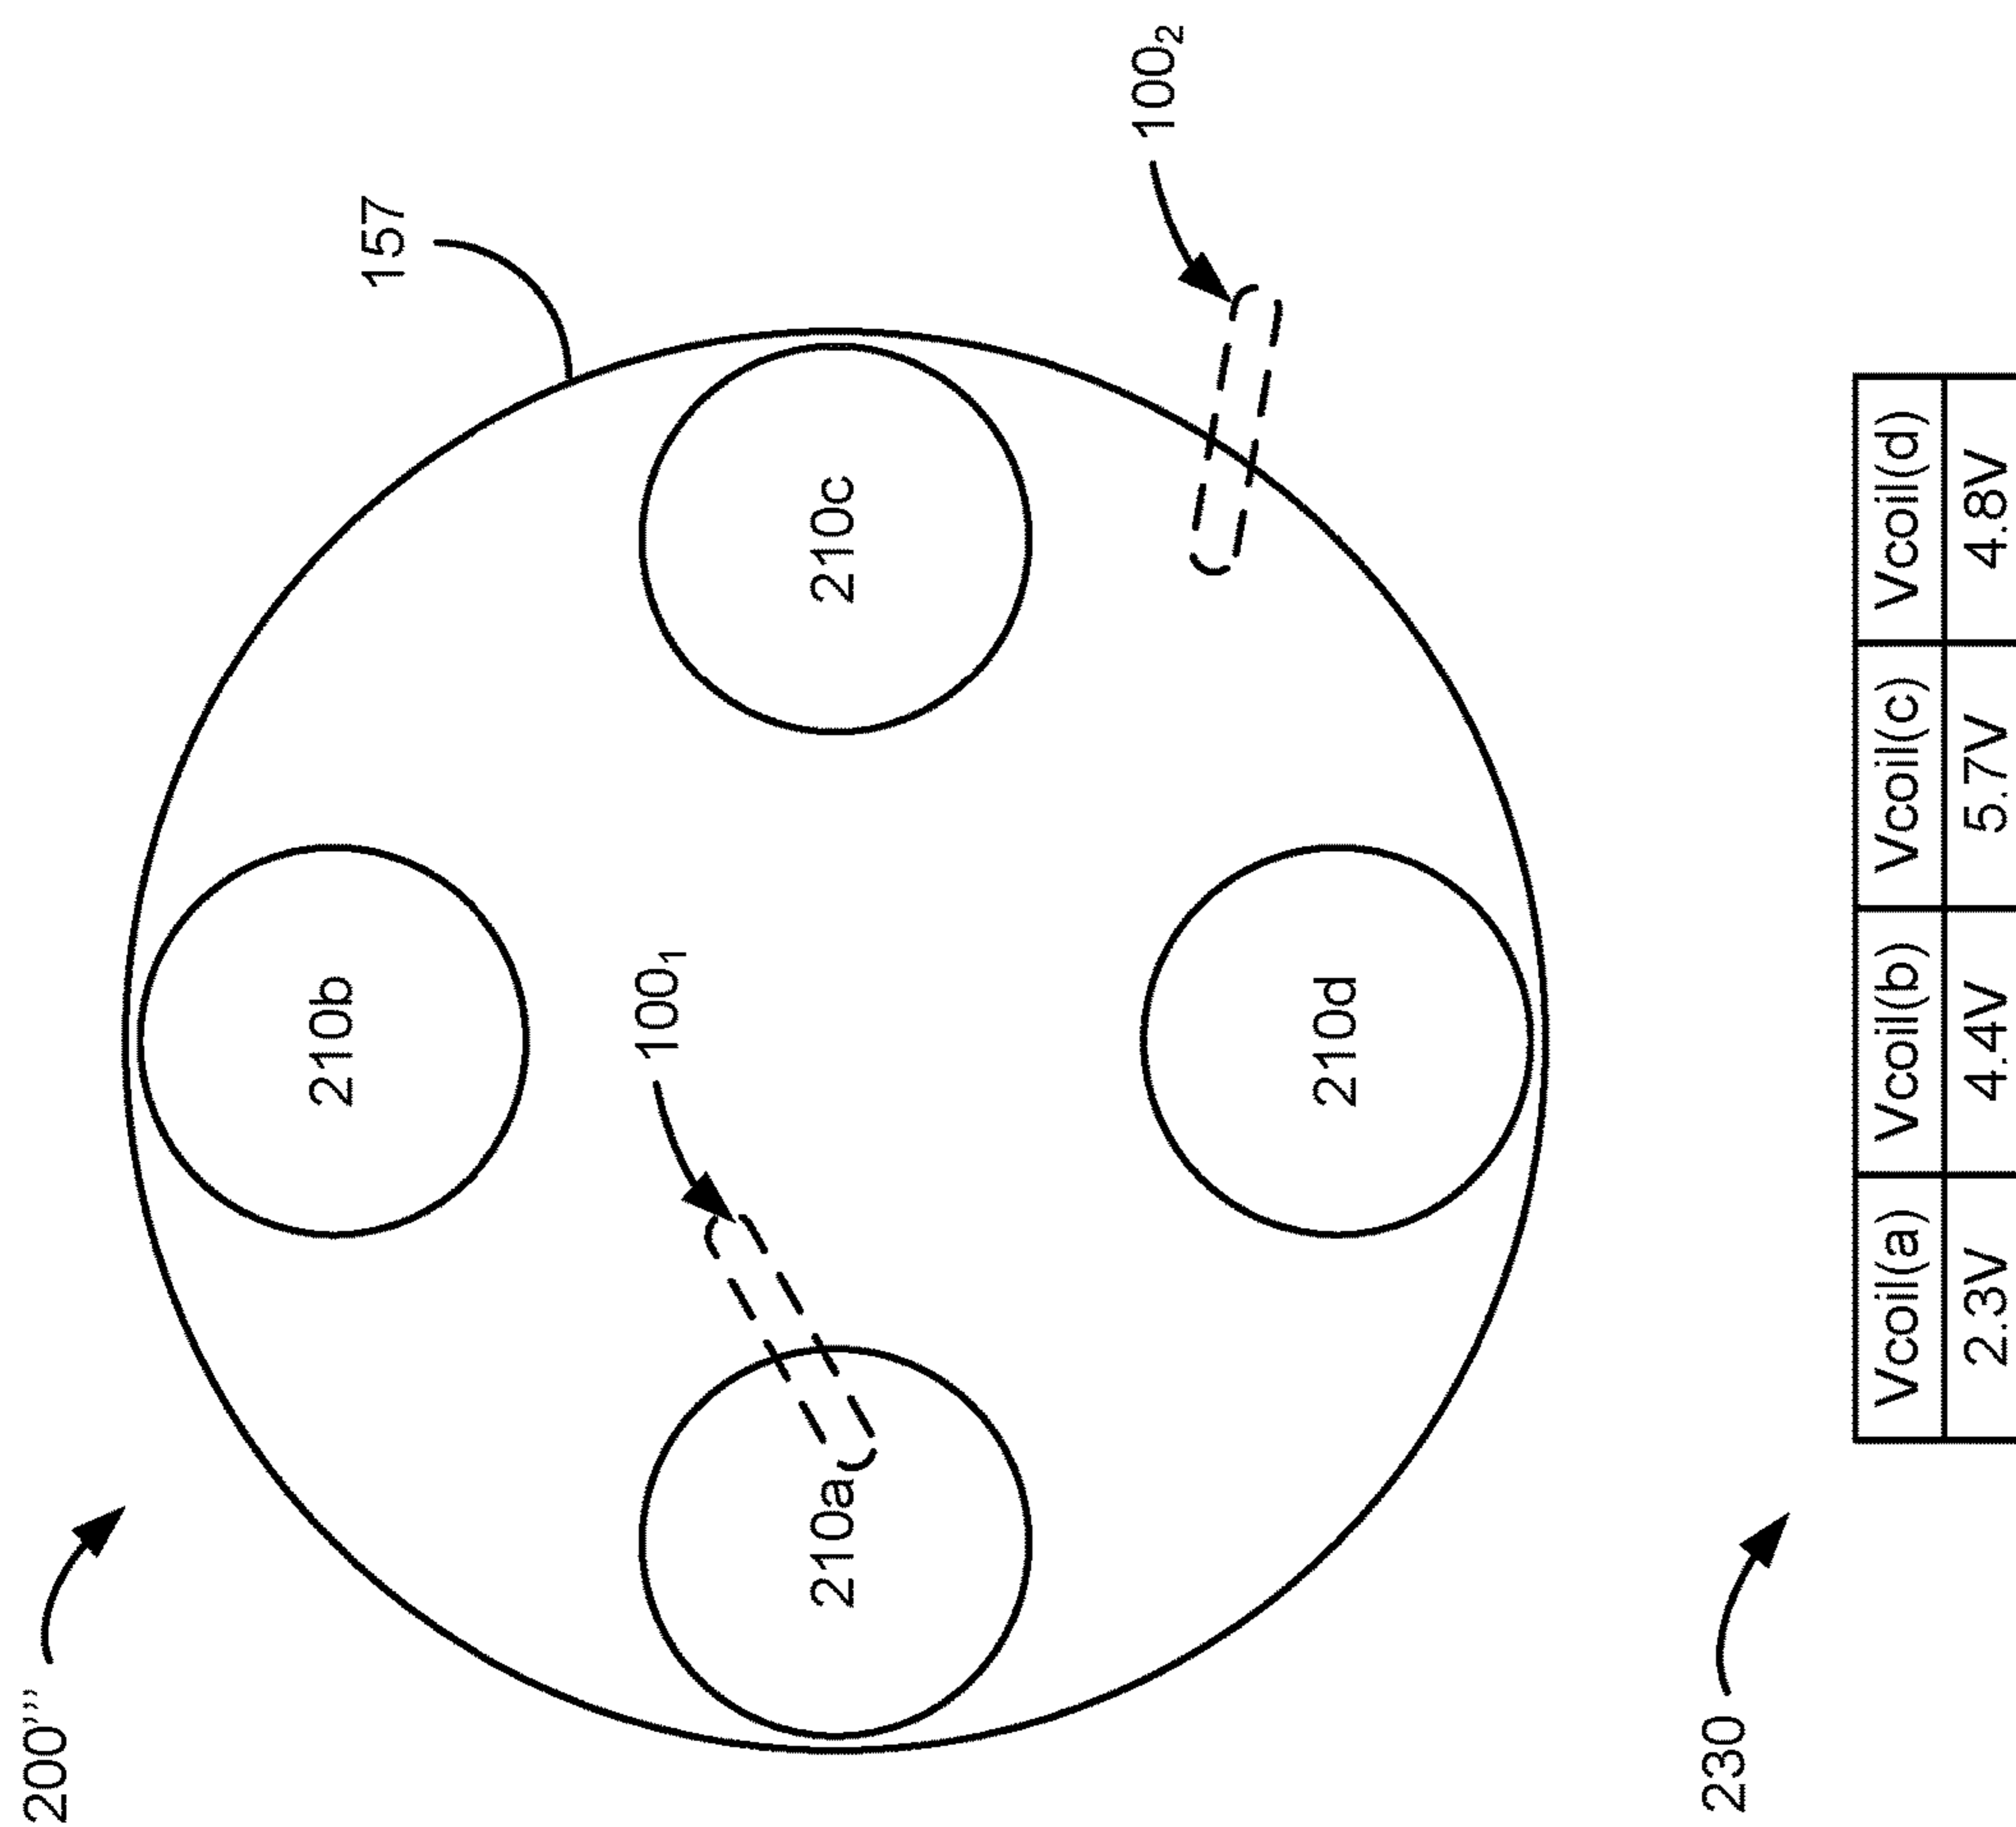 200’’’
157
210b
100₁
210a
210c
210d
100₂
230
Vcoil(a) Vcoil(b) Vcoil(c) Vcoil(d)
2.3V 4.4V 5.7V 4.8V